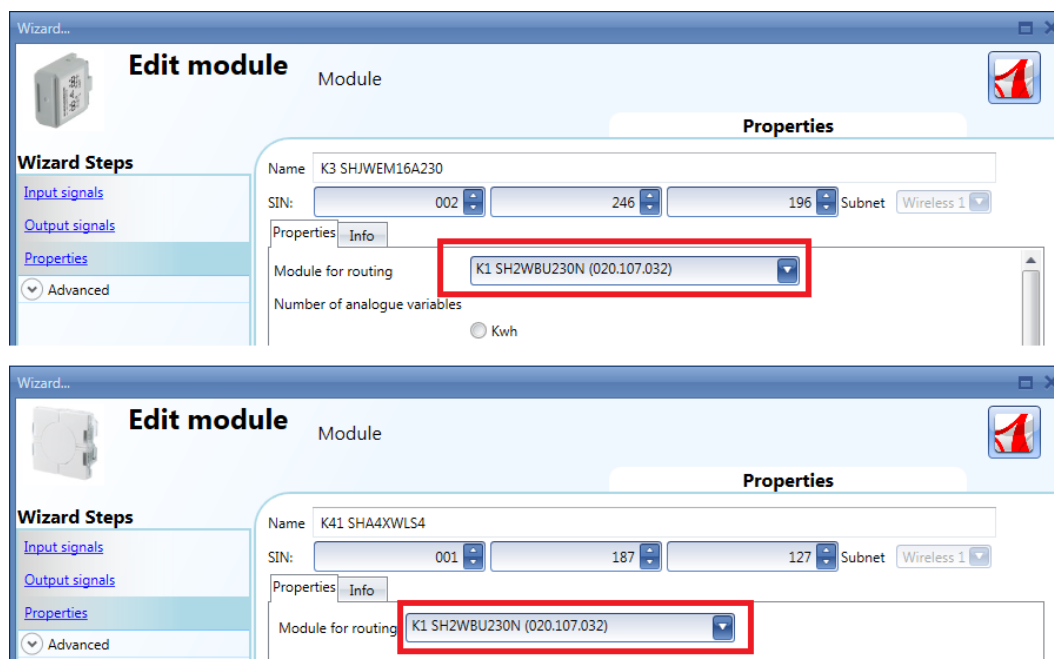 Wizard...
Edit module Module
Properties
Wizard Steps
Input signals
Output signals
Properties
Advanced
Name K3 SHJWEM16A230
SIN: 002 246 196 Subnet Wireless 1
Properties Info
Module for routing K1 SH2WBU230N (020.107.032)
Number of analogue variables
Kwh
Wizard...
Edit module Module
Properties
Wizard Steps
Input signals
Output signals
Properties
Advanced
Name K41 SHA4XWLS4
SIN: 001 187 127 Subnet Wireless 1
Properties Info
Module for routing K1 SH2WBU230N (020.107.032)